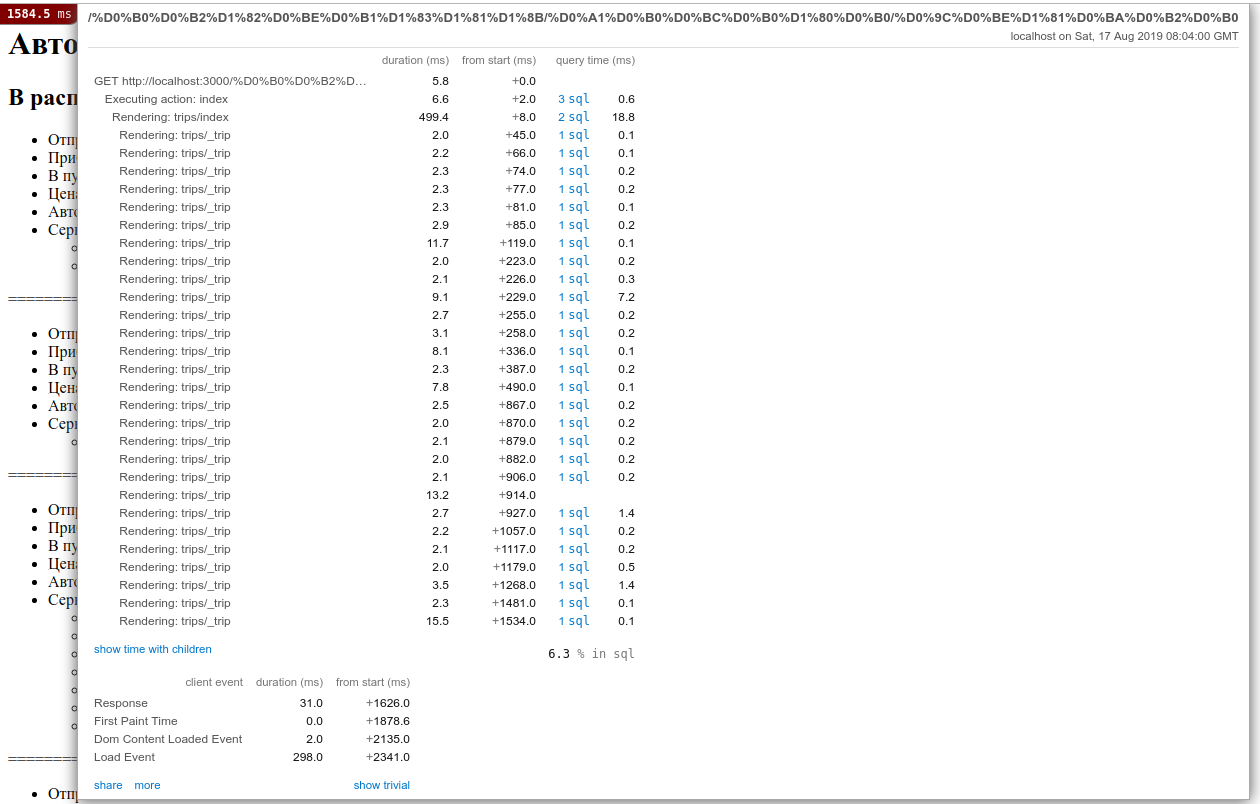 1584.5 ms
Авто
В расп
Отп
При
В пу
Цен
Авт
Сер
=========
Отп
При
В пу
Цен
Авт
Сер
=========
Отп
При
В пу
Цен
Авт
Сер
=========
Отп
/%D0%B0%D0%B2%D1%82%D0%BE%D0%B1%D1%83%D1%81%D1%8B/%D0%A1%D0%B0%D0%BC%D0%B0%D1%80%D0%B0/%D0%9C%D0%BE%D1%81%D0%BA%D0%B2%D0%B0
localhost on Sat, 17 Aug 2019 08:04:00 GMT
duration (ms) from start (ms) query time (ms)
GET http://localhost:3000/%D0%B0%D0%B2%D… 5.8 +0.0
Executing action: index 6.6 +2.0 3 sql 0.6
Rendering: trips/index 499.4 +8.0 2 sql 18.8
Rendering: trips/_trip 2.0 +45.0 1 sql 0.1
Rendering: trips/_trip 2.2 +66.0 1 sql 0.1
Rendering: trips/_trip 2.3 +74.0 1 sql 0.2
Rendering: trips/_trip 2.3 +77.0 1 sql 0.2
Rendering: trips/_trip 2.3 +81.0 1 sql 0.1
Rendering: trips/_trip 2.9 +85.0 1 sql 0.2
Rendering: trips/_trip 11.7 +119.0 1 sql 0.1
Rendering: trips/_trip 2.0 +223.0 1 sql 0.2
Rendering: trips/_trip 2.1 +226.0 1 sql 0.3
Rendering: trips/_trip 9.1 +229.0 1 sql 7.2
Rendering: trips/_trip 2.7 +255.0 1 sql 0.2
Rendering: trips/_trip 3.1 +258.0 1 sql 0.2
Rendering: trips/_trip 8.1 +336.0 1 sql 0.1
Rendering: trips/_trip 2.3 +387.0 1 sql 0.2
Rendering: trips/_trip 7.8 +490.0 1 sql 0.1
Rendering: trips/_trip 2.5 +867.0 1 sql 0.2
Rendering: trips/_trip 2.0 +870.0 1 sql 0.2
Rendering: trips/_trip 2.1 +879.0 1 sql 0.2
Rendering: trips/_trip 2.0 +882.0 1 sql 0.2
Rendering: trips/_trip 2.1 +906.0 1 sql 0.2
Rendering: trips/_trip 13.2 +914.0
Rendering: trips/_trip 2.7 +927.0 1 sql 1.4
Rendering: trips/_trip 2.2 +1057.0 1 sql 0.2
Rendering: trips/_trip 2.1 +1117.0 1 sql 0.2
Rendering: trips/_trip 2.0 +1179.0 1 sql 0.5
Rendering: trips/_trip 3.5 +1268.0 1 sql 1.4
Rendering: trips/_trip 2.3 +1481.0 1 sql 0.1
Rendering: trips/_trip 15.5 +1534.0 1 sql 0.1
show time with children 6.3 % in sql
client event duration (ms) from start (ms)
Response 31.0 +1626.0
First Paint Time 0.0 +1878.6
Dom Content Loaded Event 2.0 +2135.0
Load Event 298.0 +2341.0
share more show trivial